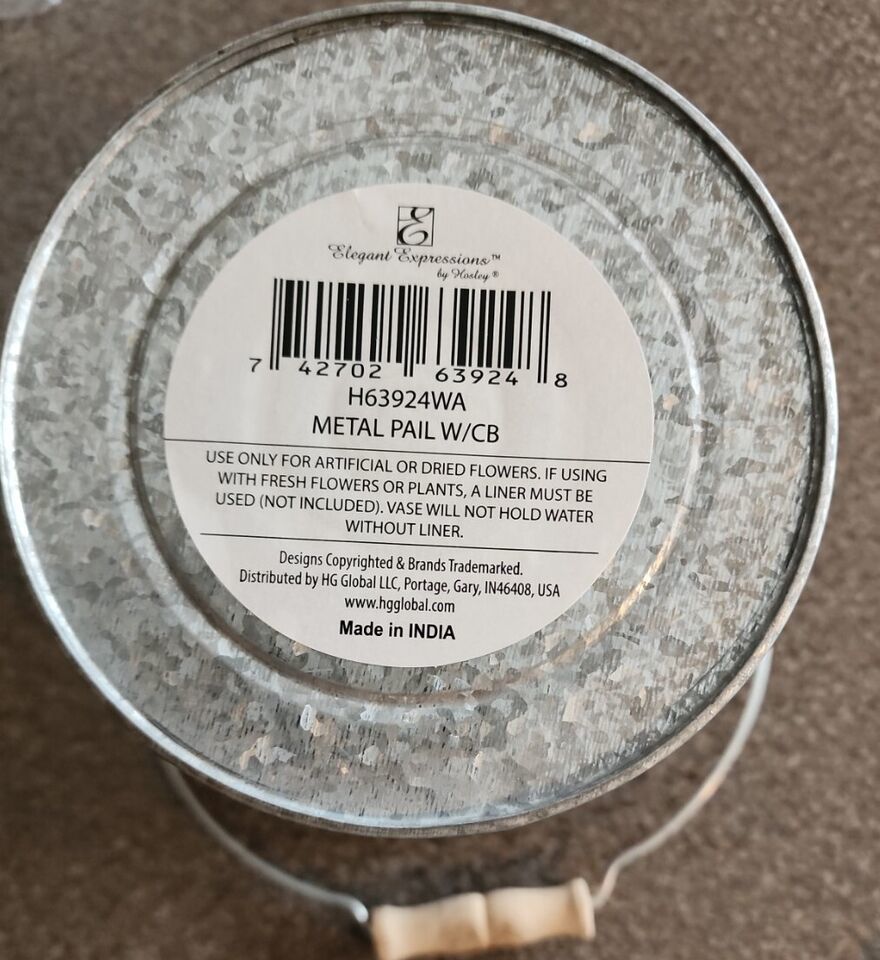 E
Elegant Expressions™
by Hosley®
7 42702 63924 8
H63924WA
METAL PAIL W/CB
USE ONLY FOR ARTIFICIAL OR DRIED FLOWERS. IF USING
WITH FRESH FLOWERS OR PLANTS, A LINER MUST BE
USED (NOT INCLUDED). VASE WILL NOT HOLD WATER
WITHOUT LINER.
Designs Copyrighted & Brands Trademarked.
Distributed by HG Global LLC, Portage, Gary, IN46408, USA
www.hgglobal.com
Made in INDIA